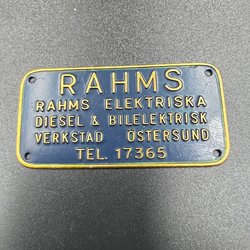 RAHMS
RAHMS ELEKTRISKA
DIESEL & BILELEKTRISK
VERKSTAD ÖSTERSUND
TEL. 17365